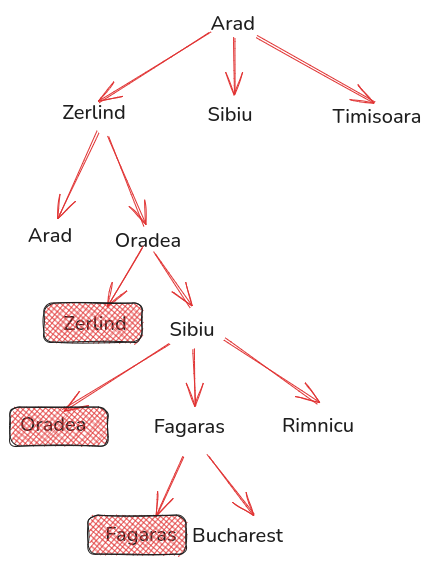 Arad
Zerlind
Sibiu
Timisoara
Arad
Oradea
Zerlind
Sibiu
Oradea
Fagaras
Rimnicu
Fagaras
Bucharest